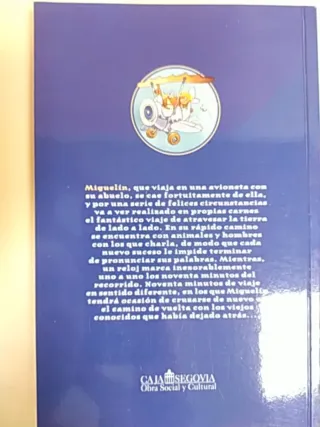 Miguelín, que viaja en una avioneta con
su abuelo, se cae fortuitamente de ella,
y por una serie de felices circunstancias
va a ver realizado en propias carnes
el fantástico viaje de atravesar la tierra
de lado a lado. En su rápido camino
se encuentra con animales y hombres
con los que charla, de modo que cada
nuevo suceso le impide terminar
de pronunciar sus palabras. Mientras,
un reloj marca inexorablemente
uno a uno los noventa minutos del
recorrido. Noventa minutos de viaje
en sentido diferente, en los que Miguelín
tendrá ocasión de cruzarse de nuevo en
el camino de vuelta con los viejos
conocidos que había dejado atrás...
CAJA SEGOVIA
Obra Social y Cultural